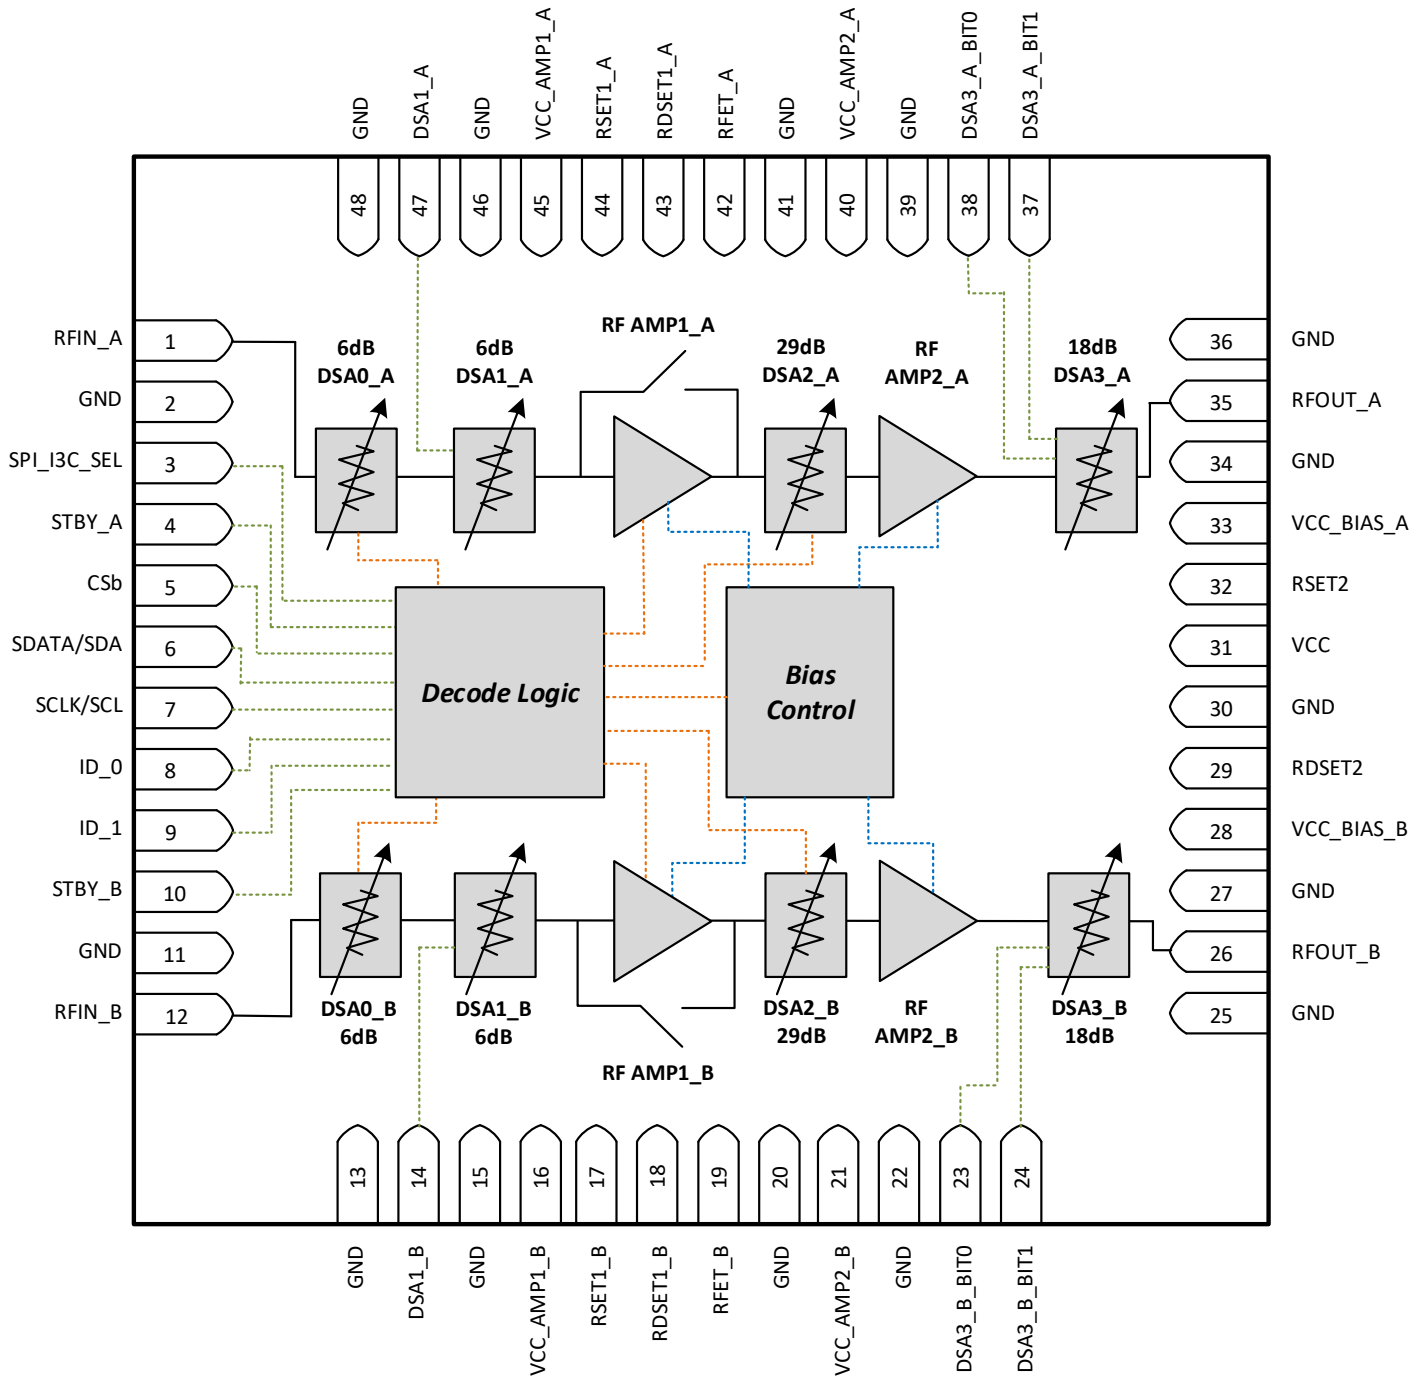 GND
DSA1_A
GND
VCC_AMP1_A
RSET1_A
RDSET1_A
RFET_A
GND
VCC_AMP2_A
GND
DSA3_A_BIT0
DSA3_A_BIT1
48
47
46
45
44
43
42
41
40
39
38
37
RFIN_A
1
GND
2
SPI_I3C_SEL
3
STBY_A
4
CSb
5
SDATA/SDA
6
SCLK/SCL
7
ID_0
8
ID_1
9
STBY_B
10
GND
11
RFIN_B
12
6dB
DSA0_A
6dB
DSA1_A
RF AMP1_A
29dB
DSA2_A
RF
AMP2_A
18dB
DSA3_A
Decode Logic
Bias
Control
DSA0_B
6dB
DSA1_B
6dB
RF AMP1_B
DSA2_B
29dB
RF
AMP2_B
DSA3_B
18dB
36
GND
35
RFOUT_A
34
GND
33
VCC_BIAS_A
32
RSET2
31
VCC
30
GND
29
RDSET2
28
VCC_BIAS_B
27
GND
26
RFOUT_B
25
GND
13
14
15
16
17
18
19
20
21
22
23
24
GND
DSA1_B
GND
VCC_AMP1_B
RSET1_B
RDSET1_B
RFET_B
GND
VCC_AMP2_B
GND
DSA3_B_BIT0
DSA3_B_BIT1